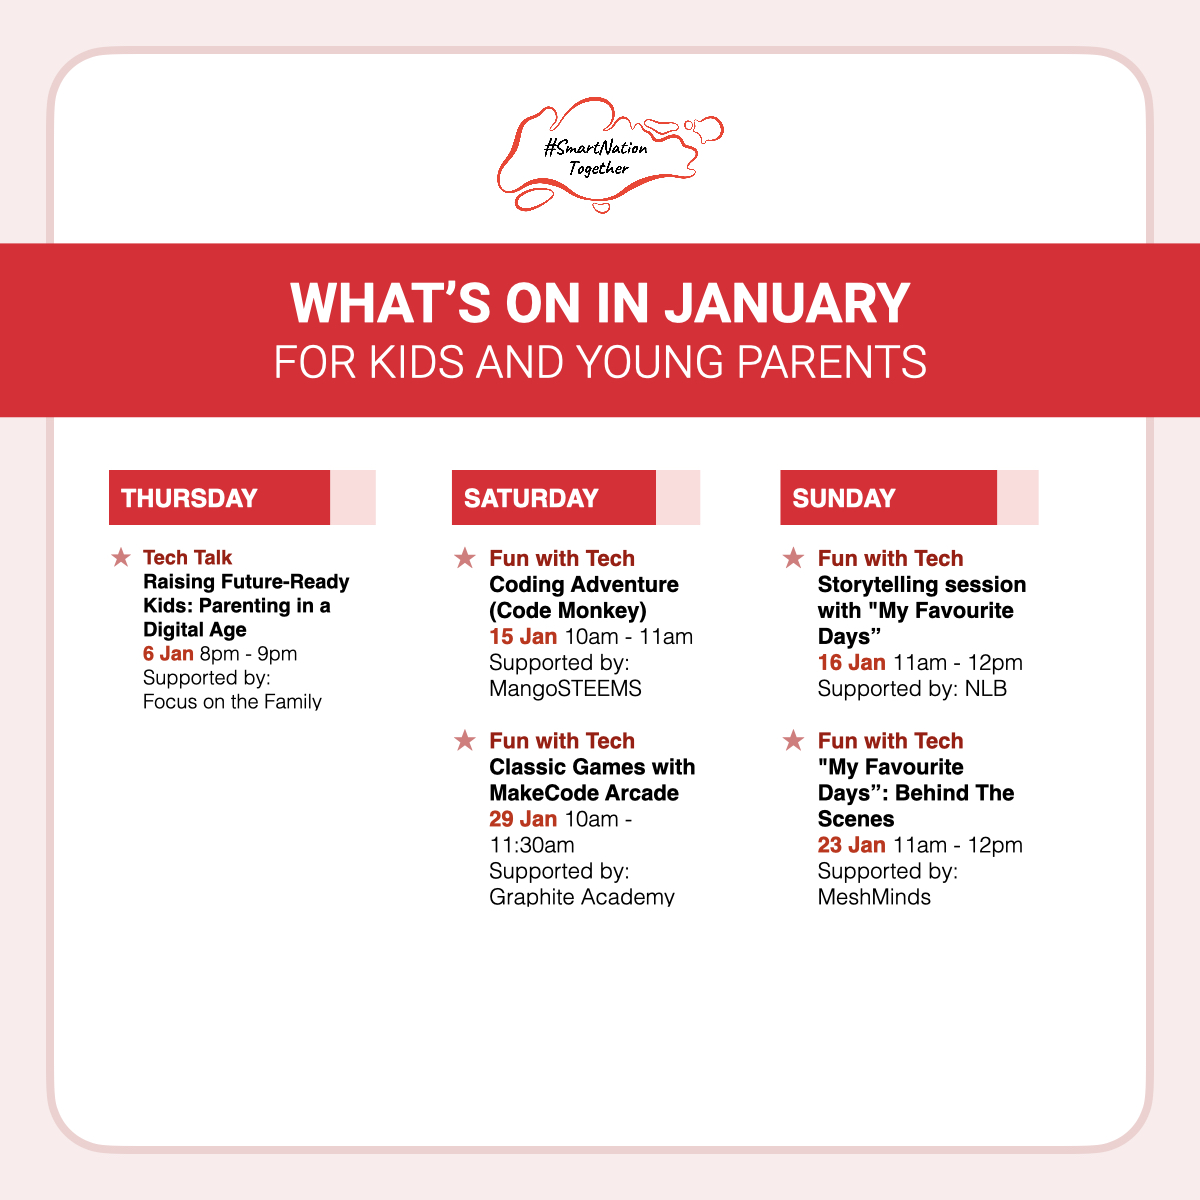 #SmartNation
Together
WHAT’S ON IN JANUARY
FOR KIDS AND YOUNG PARENTS
THURSDAY
Tech Talk
Raising Future-Ready
Kids: Parenting in a
Digital Age
6 Jan 8pm - 9pm
Supported by:
Focus on the Family
SATURDAY
Fun with Tech
Coding Adventure
(Code Monkey)
15 Jan 10am - 11am
Supported by:
MangoSTEEMS
Fun with Tech
Classic Games with
MakeCode Arcade
29 Jan 10am -
11:30am
Supported by:
Graphite Academy
SUNDAY
Fun with Tech
Storytelling session
with "My Favourite
Days”
16 Jan 11am - 12pm
Supported by: NLB
Fun with Tech
"My Favourite
Days”: Behind The
Scenes
23 Jan 11am - 12pm
Supported by:
MeshMinds